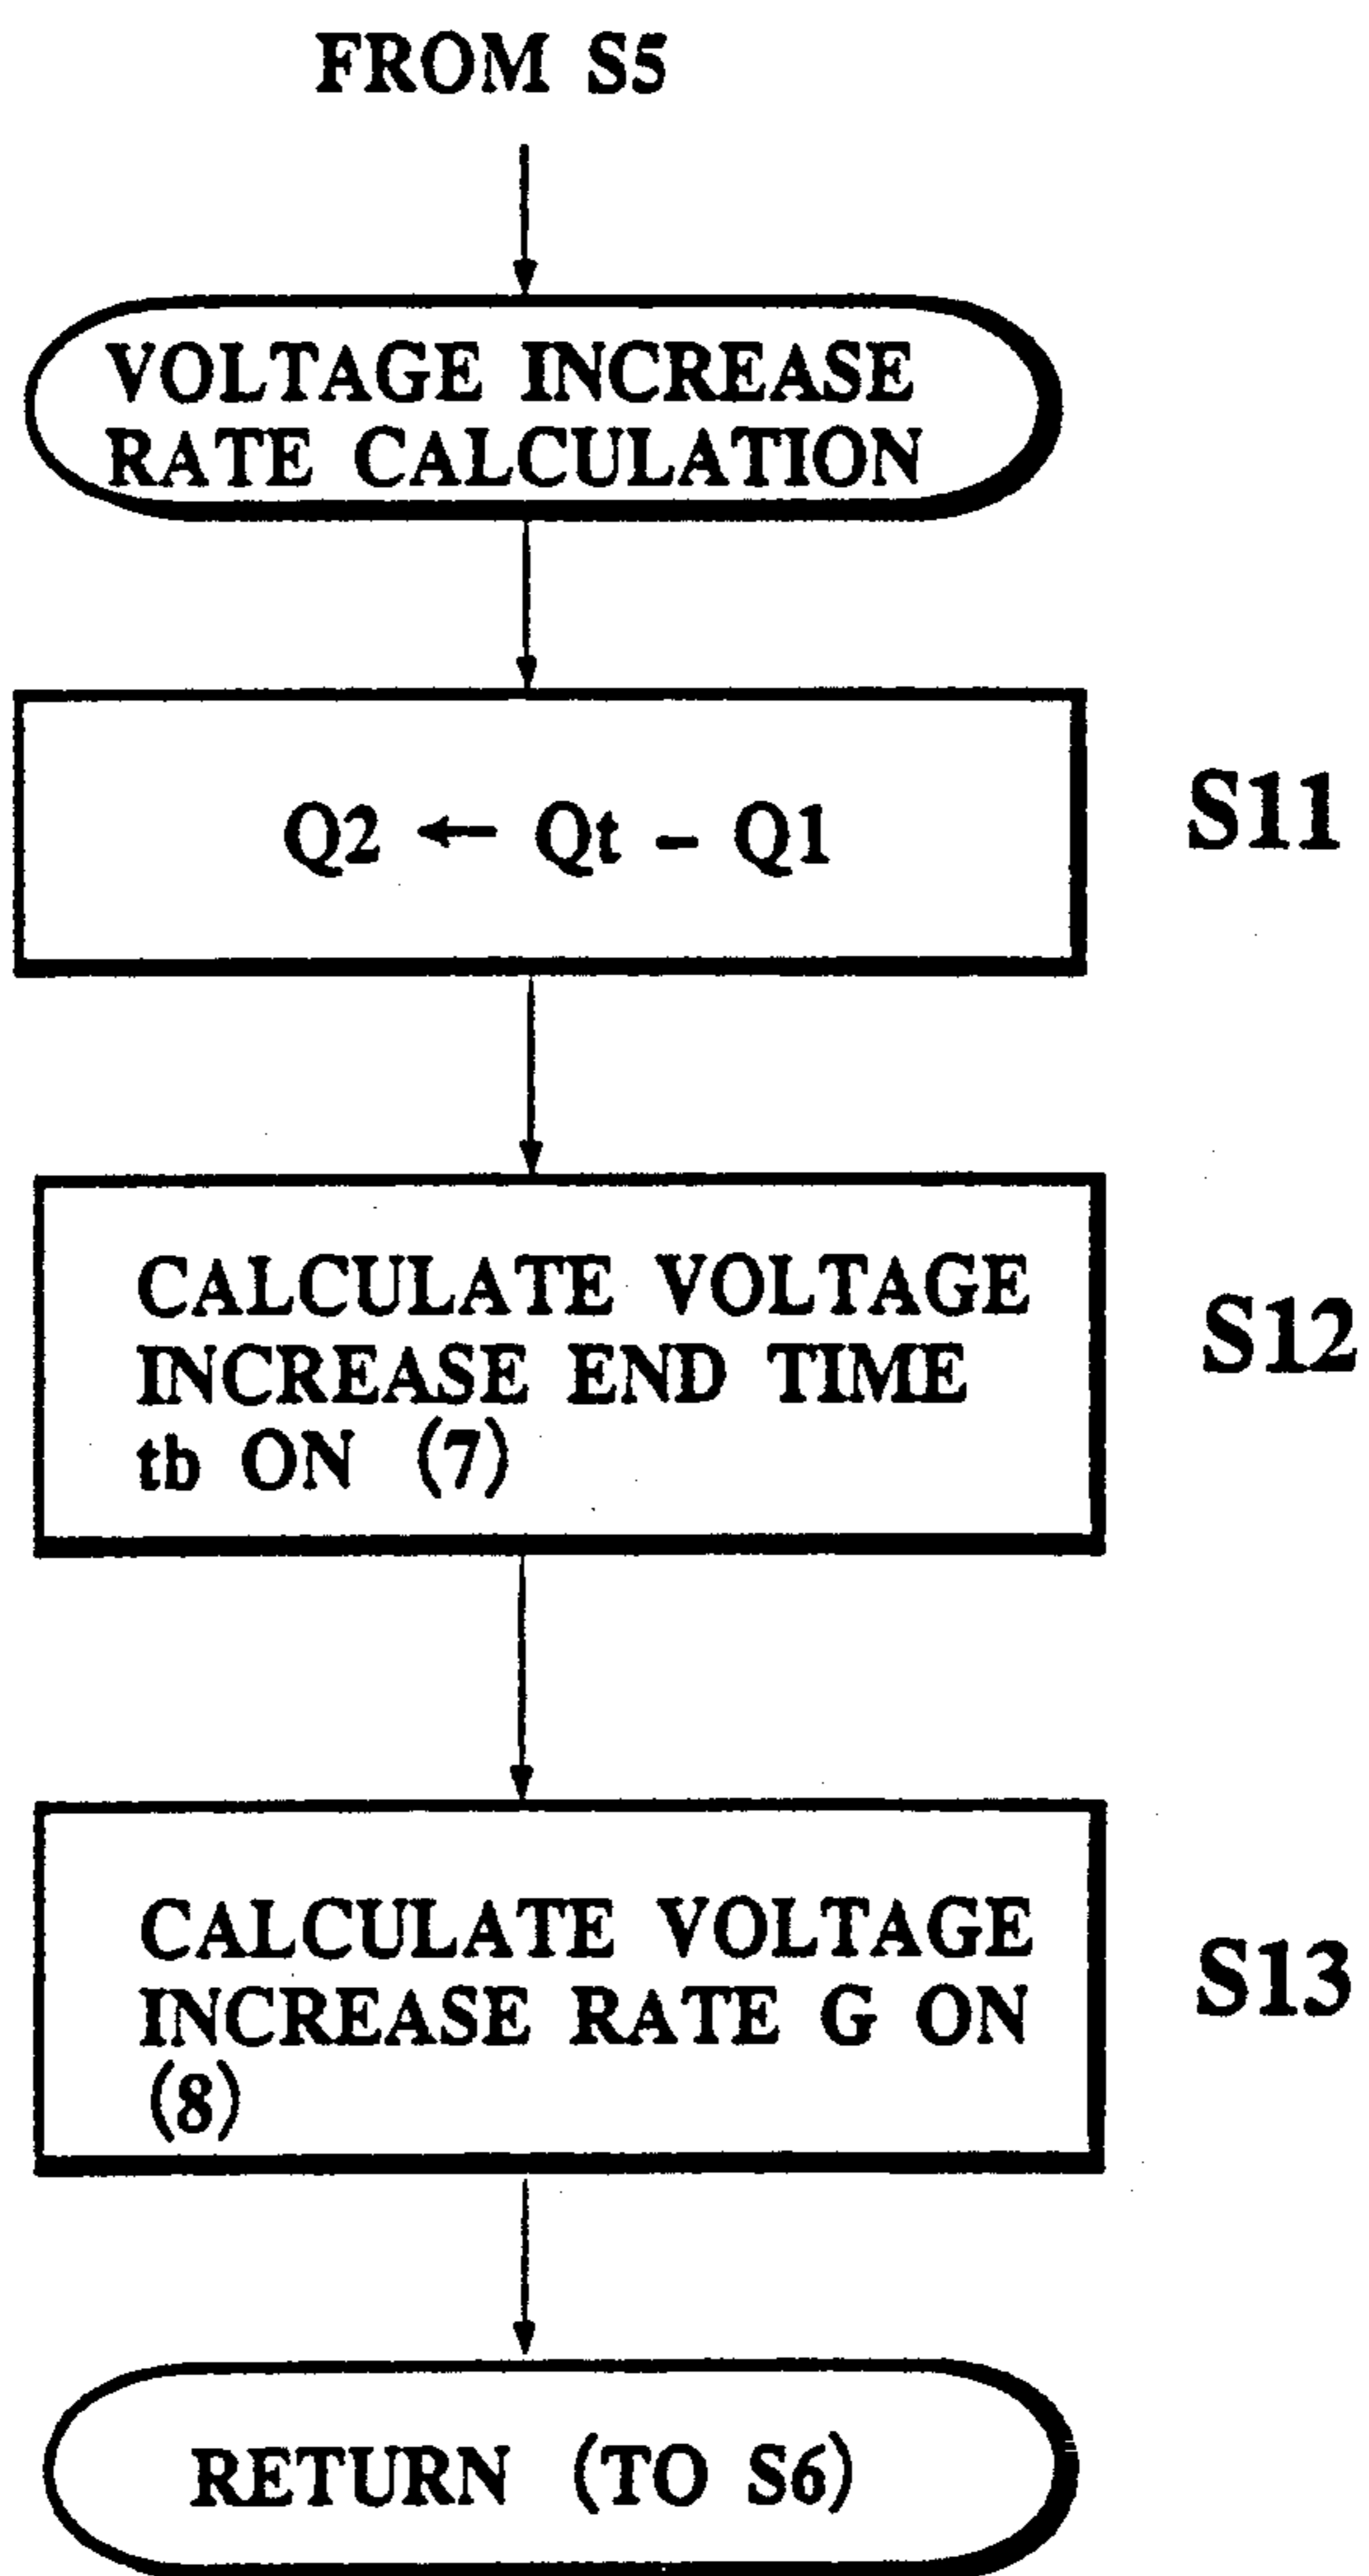 FROM S5
VOLTAGE INCREASE
RATE CALCULATION
Q2 ← Qt - Q1
S11
CALCULATE VOLTAGE
INCREASE END TIME
tb ON (7)
S12
CALCULATE VOLTAGE
INCREASE RATE G ON
(8)
S13
RETURN (TO S6)